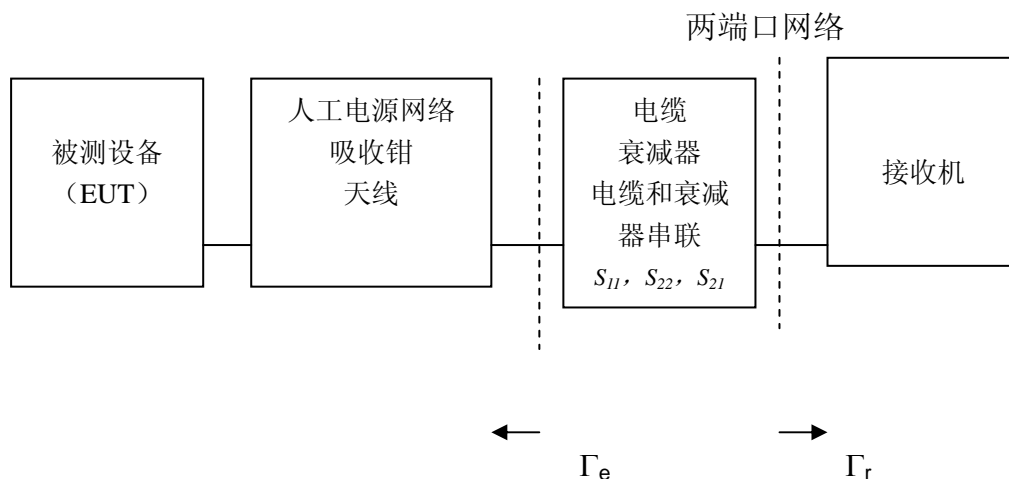 两端口网络
被测设备
（EUT）
人工电源网络
吸收钳
天线
电缆
衰减器
电缆和衰减
器串联
S11，S22，S21
接收机
Γe
Γr